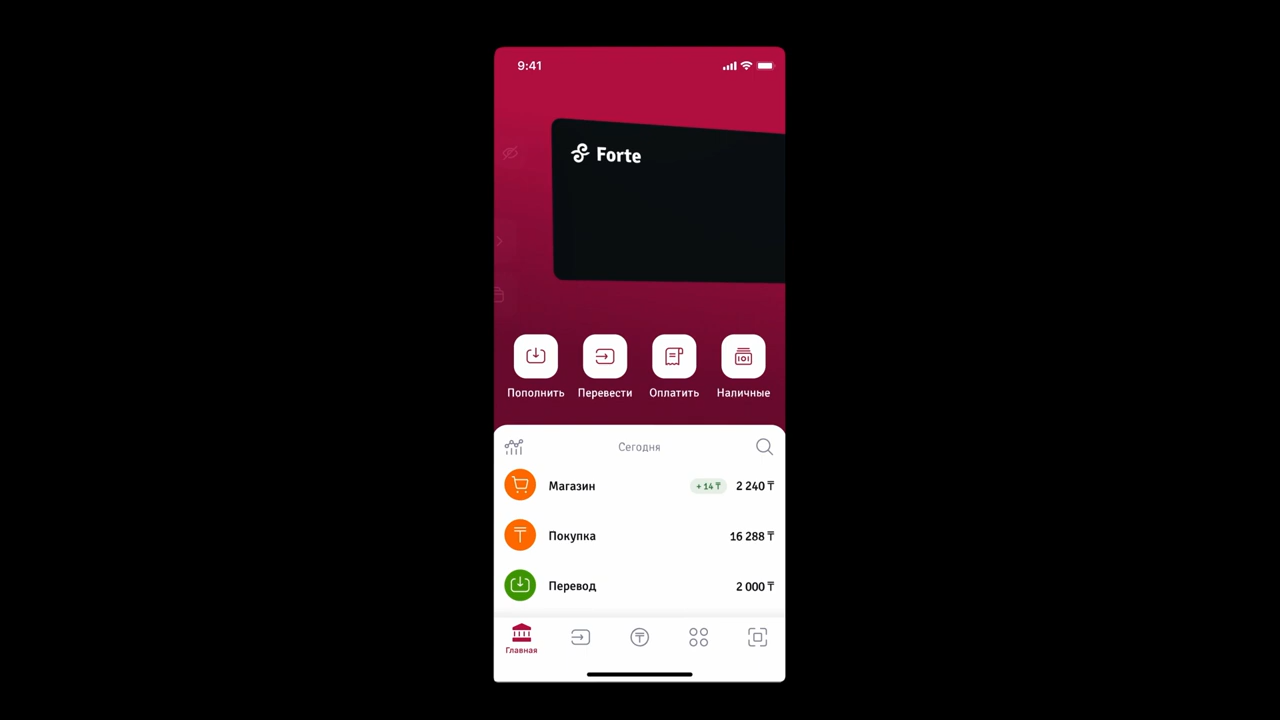 9:41
Forte
Пополнить Перевести Оплатить Наличные
Сегодня
Магазин + 14 ₸ 2 240 ₸
Покупка 16 288 ₸
Перевод 2 000 ₸
Главная